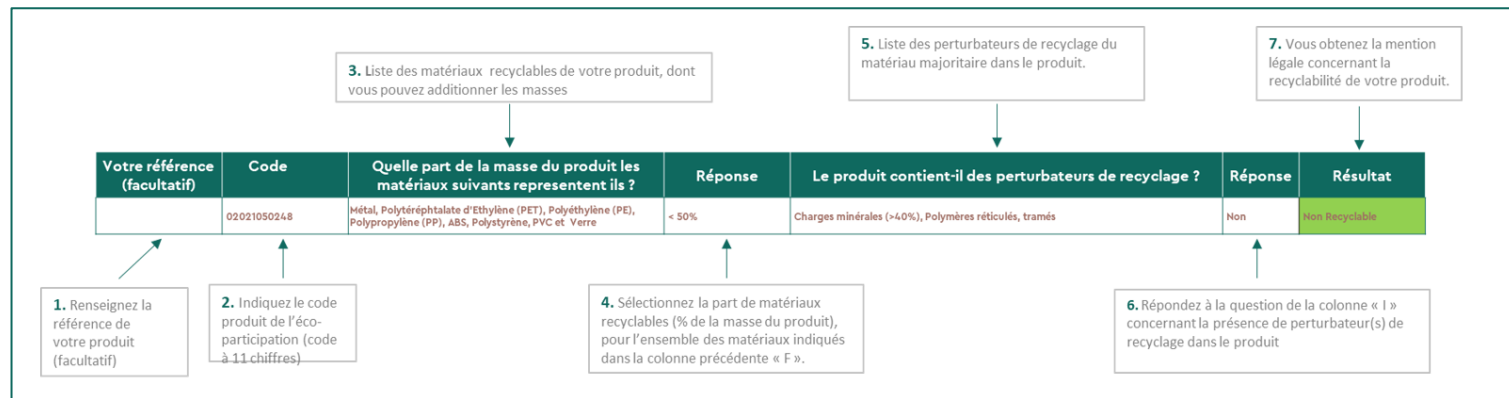 3. Liste des matériaux recyclables de votre produit, dont
vous pouvez additionner les masses
5. Liste des perturbateurs de recyclage du
matériau majoritaire dans le produit.
7. Vous obtenez la mention
légale concernant la
recyclabilité de votre produit.
Votre référence
(facultatif)
Code
Quelle part de la masse du produit les
matériaux suivants representent ils ?
Réponse
Le produit contient-il des perturbateurs de recyclage ?
Réponse
Résultat
02021050248
Métal, Polytéréphtalate d'Ethylène (PET), Polyéthylène (PE),
Polypropylène (PP), ABS, Polystyrène, PVC et Verre
< 50%
Charges minérales (>40%), Polymères réticulés, tramés
Non
Non Recyclable
1. Renseignez la
référence de
votre produit
(facultatif)
2. Indiquez le code
produit de l'éco-
participation (code
à 11 chiffres)
4. Sélectionnez la part de matériaux
recyclables (% de la masse du produit),
pour l'ensemble des matériaux indiqués
dans la colonne précédente « F ».
6. Répondez à la question de la colonne « I »
concernant la présence de perturbateur(s) de
recyclage dans le produit